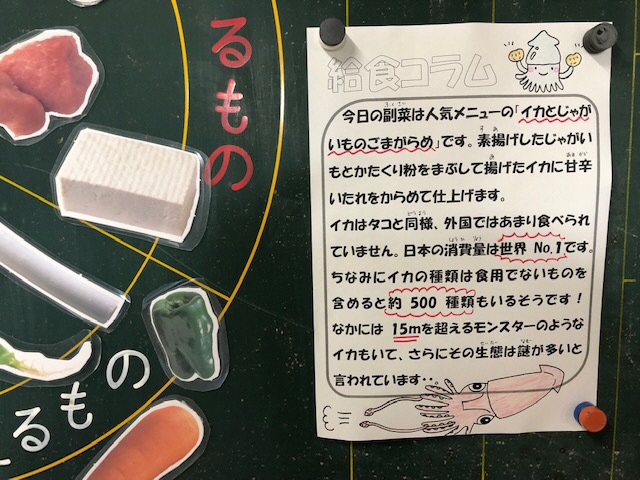 るもの
えるもの
給食コラム
今日の副菜は人気メニューの「イカとじゃが
いものごまがらめ」です。素揚げしたじゃがい
もとかたくり粉をまぶして揚げたイカに甘辛
いたれをからめて仕上げます。
イカはタコと同様、外国ではあまり食べられ
ていません。日本の消費量は世界 No.1です。
ちなみにイカの種類は食用でないものを
含めると約 500 種類もいるそうです!
なかには 15mを超えるモンスターのような
イカもいて、さらにその生態は謎が多いと
言われています…